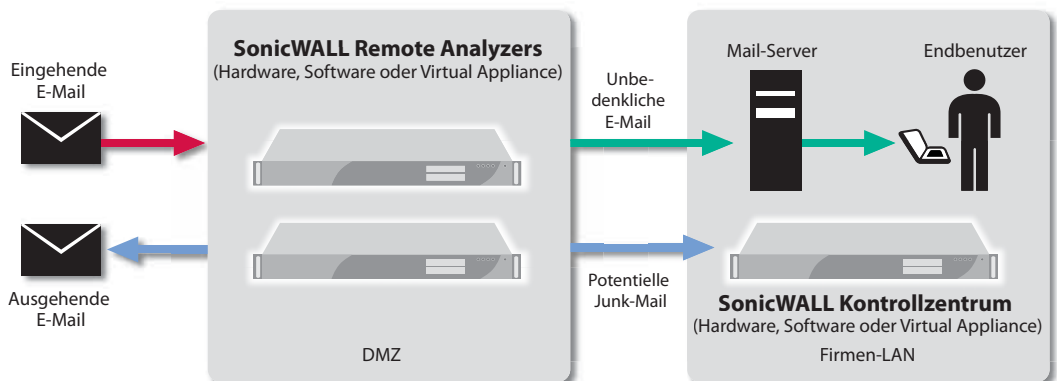 Eingehende
E-Mail
Ausgehende
E-Mail
SonicWALL Remote Analyzers
(Hardware, Software oder Virtual Appliance)
DMZ
Unbe-
denkliche
E-Mail
Potentielle
Junk-Mail
Mail-Server
Endbenutzer
SonicWALL Kontrollzentrum
(Hardware, Software oder Virtual Appliance)
Firmen-LAN